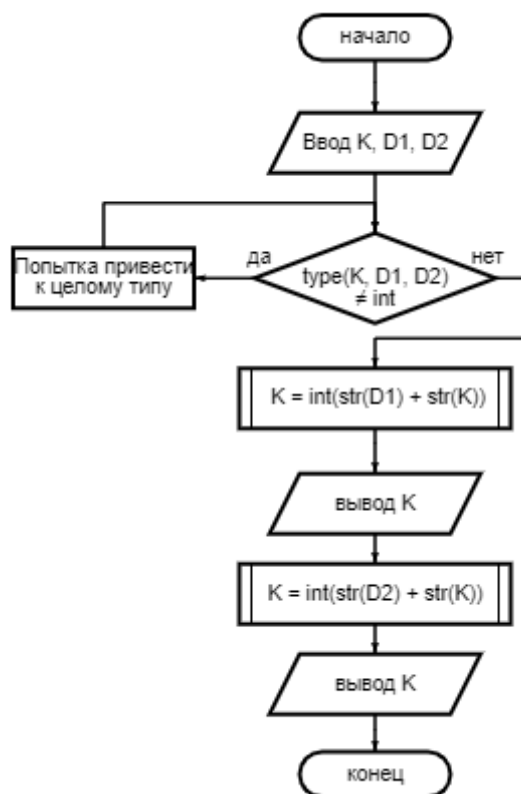 начало
Ввод K, D1, D2
да
нет
type(K, D1, D2)
≠ int
Попытка привести
к целому типу
K = int(str(D1) + str(K))
вывод K
K = int(str(D2) + str(K))
вывод K
конец